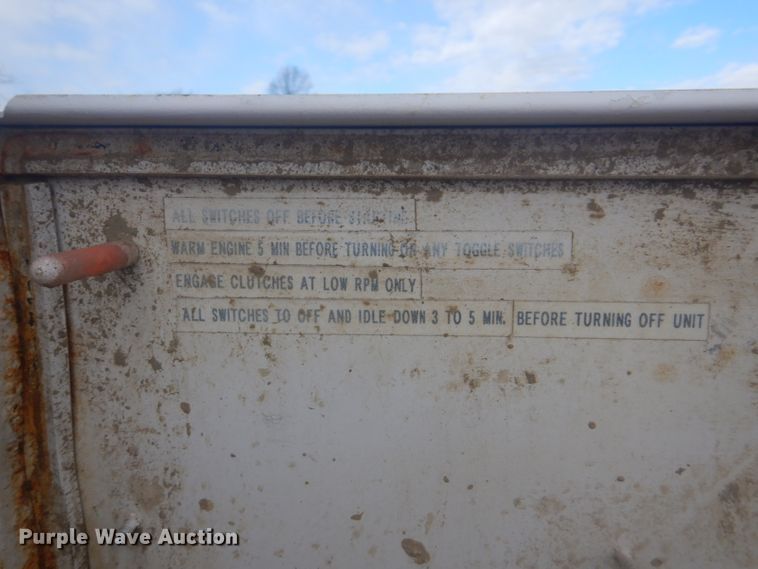 ALL SWITCHES OFF BEFORE STARTING
WARM ENGINE 5 MIN BEFORE TURNING ON ANY TOGGLE SWITCHES
ENGAGE CLUTCHES AT LOW RPM ONLY
ALL SWITCHES TO OFF AND IDLE DOWN 3 TO 5 MIN. BEFORE TURNING OFF UNIT
Purple Wave Auction